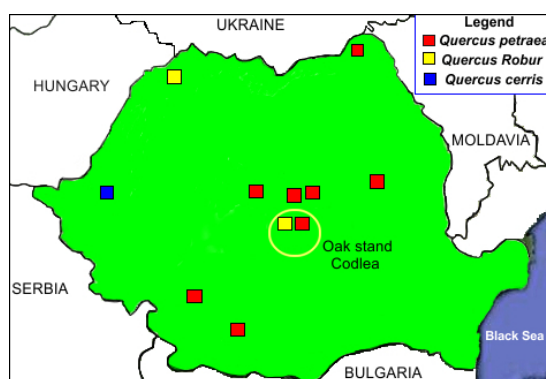 UKRAINE
Legend
Quercus petraea
Quercus Robur
Quercus cerris
HUNGARY
MOLDAVIA
Oak stand
Codlea
SERBIA
Black Sea
BULGARIA